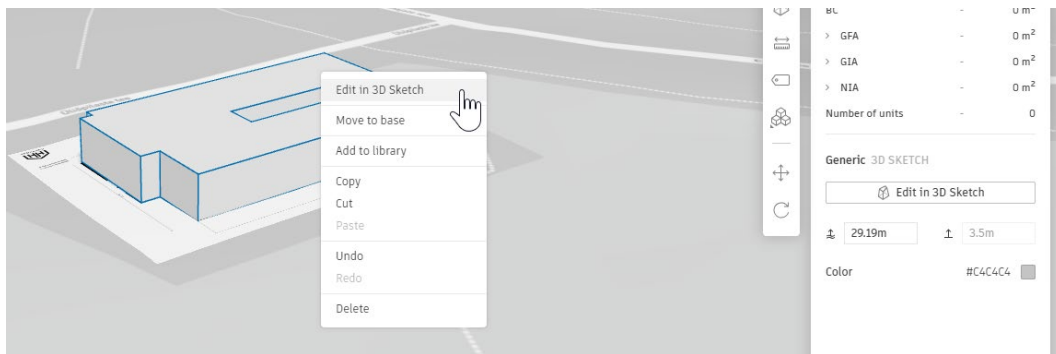 Edit in 3D Sketch
Move to base
Add to library
Copy
Cut
Paste
Undo
Redo
Delete
BC - 0 m²
> GFA - 0 m²
> GIA - 0 m²
> NIA - 0 m²
Number of units - 0
Generic 3D SKETCH
Edit in 3D Sketch
29.19m 3.5m
Color #C4C4C4